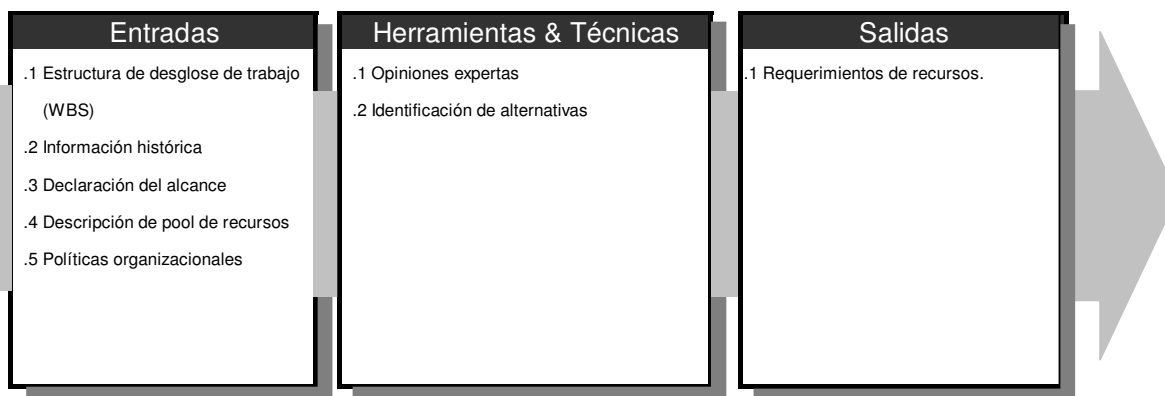 Entradas
.1 Estructura de desglose de trabajo
(WBS)
.2 Información histórica
.3 Declaración del alcance
.4 Descripción de pool de recursos
.5 Políticas organizacionales
Herramientas & Técnicas
.1 Opiniones expertas
.2 Identificación de alternativas
Salidas
.1 Requerimientos de recursos.